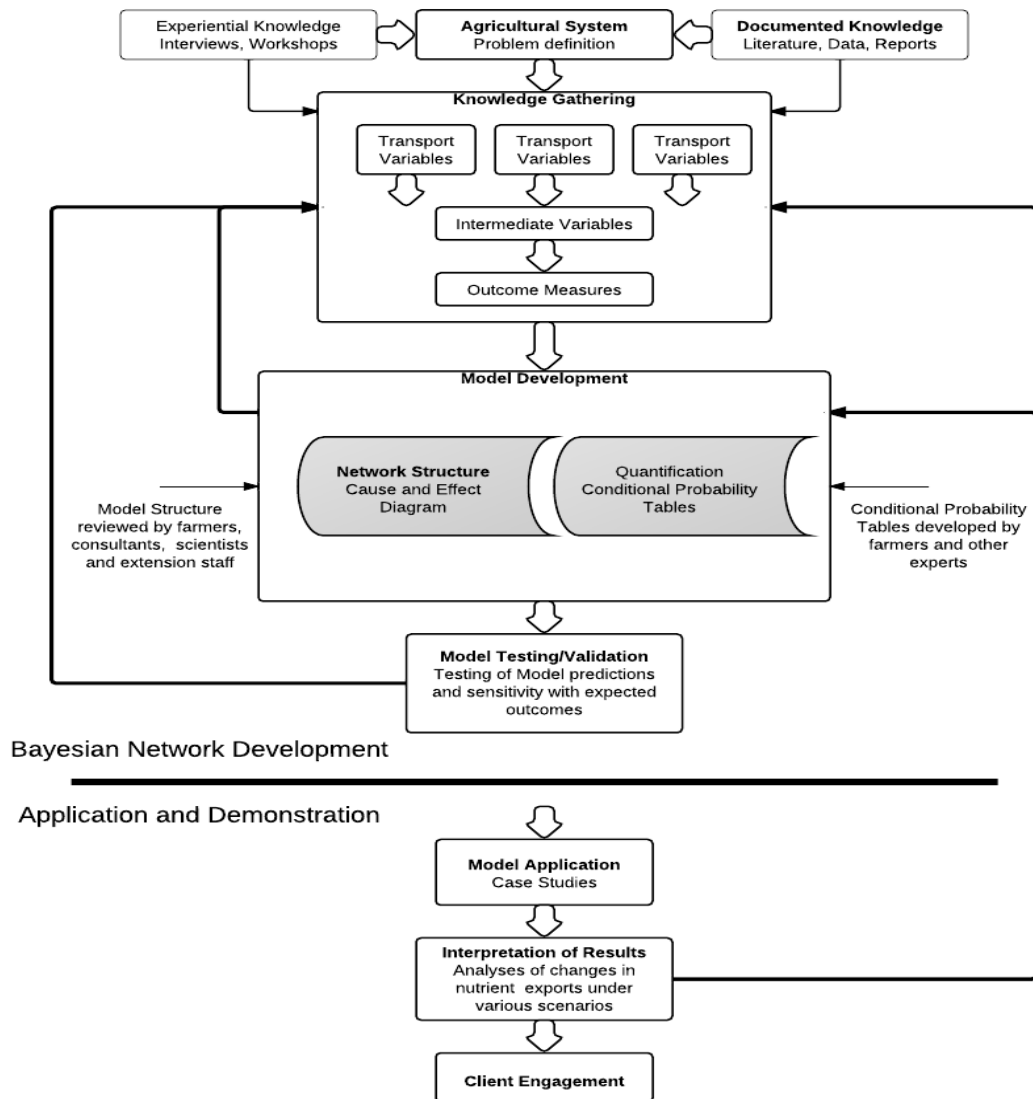 Experiential Knowledge
Interviews, Workshops
Agricultural System
Problem definition
Documented Knowledge
Literature, Data, Reports
Knowledge Gathering
Transport
Variables
Transport
Variables
Transport
Variables
Intermediate Variables
Outcome Measures
Model Development
Network Structure
Cause and Effect
Diagram
Quantification
Conditional Probability
Tables
Model Structure
reviewed by farmers,
consultants, scientists
and extension staff
Conditional Probability
Tables developed by
farmers and other
experts
Model Testing/Validation
Testing of Model predictions
and sensitivity with expected
outcomes
Bayesian Network Development
Application and Demonstration
Model Application
Case Studies
Interpretation of Results
Analyses of changes in
nutrient exports under
various scenarios
Client Engagement